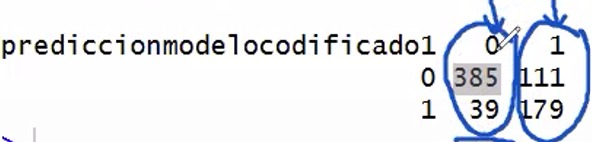 prediccionmodelocodificado1 0 1
0 385 111
1 39 179